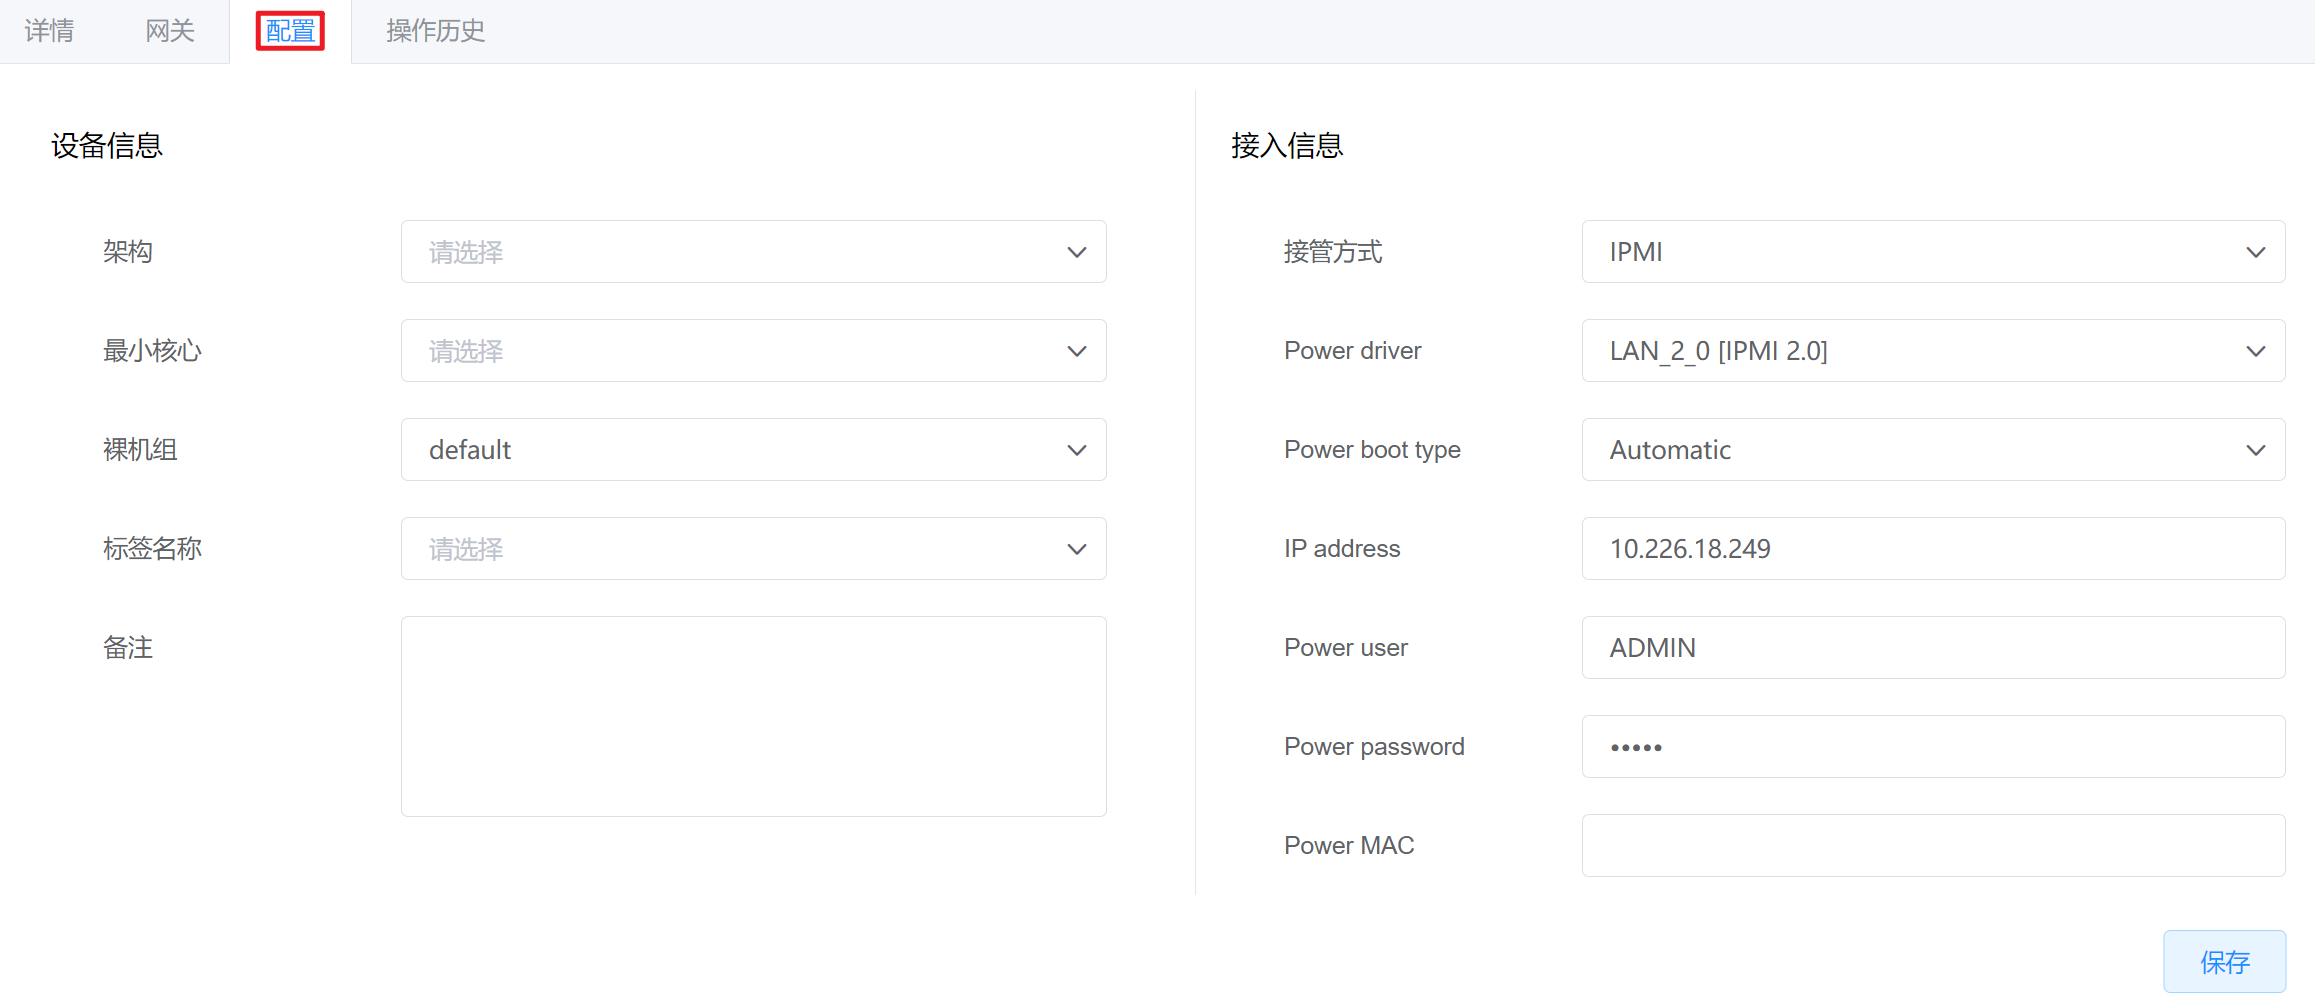 详情 网关 配置 操作历史
设备信息
架构 请选择
最小核心 请选择
裸机组 default
标签名称 请选择
备注
接入信息
接管方式 IPMI
Power driver LAN_2_0 [IPMI 2.0]
Power boot type Automatic
IP address 10.226.18.249
Power user ADMIN
Power password •••••
Power MAC
保存